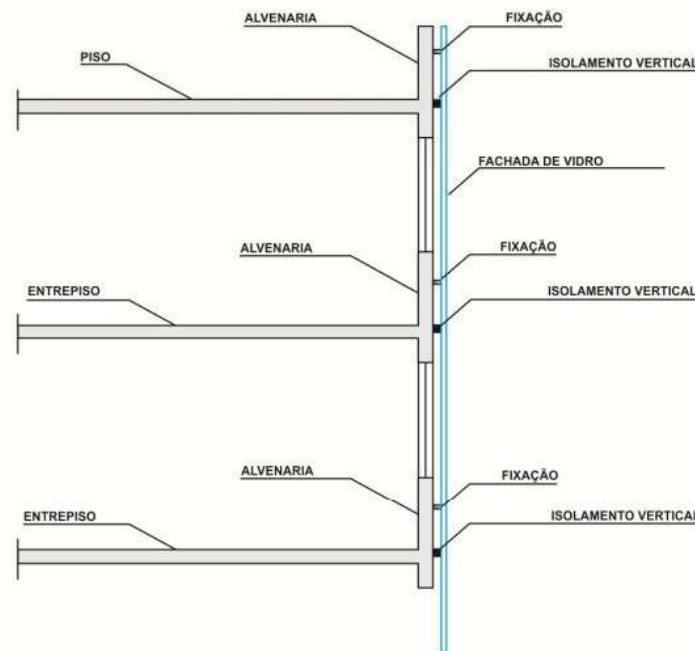 ALVENARIA
FIXAÇÃO
PISO
ISOLAMENTO VERTICAL
FACHADA DE VIDRO
ALVENARIA
FIXAÇÃO
ENTREPISO
ISOLAMENTO VERTICAL
ALVENARIA
FIXAÇÃO
ENTREPISO
ISOLAMENTO VERTICAL